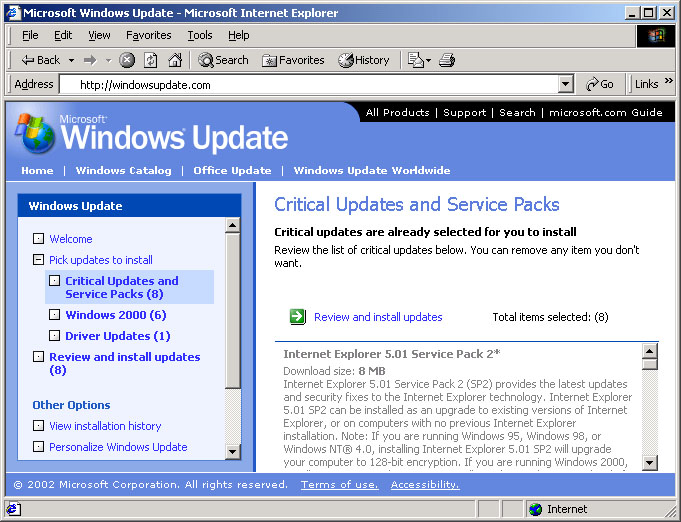 Microsoft Windows Update - Microsoft Internet Explorer
File Edit View Favorites Tools Help
Back Search Favorites History
Address http://windowsupdate.com Go Links »
All Products | Support | Search | microsoft.com Guide
Microsoft®
Windows Update
Home | Windows Catalog | Office Update | Windows Update Worldwide
Windows Update
Welcome
Pick updates to install
Critical Updates and
Service Packs (8)
Windows 2000 (6)
Driver Updates (1)
Review and install updates
(8)
Other Options
View installation history
Personalize Windows Update
Critical Updates and Service Packs
Critical updates are already selected for you to install
Review the list of critical updates below. You can remove any item you don't
want.
Review and install updates Total items selected: (8)
Internet Explorer 5.01 Service Pack 2*
Download size: 8 MB
Internet Explorer 5.01 Service Pack 2 (SP2) provides the latest updates
and security fixes to the Internet Explorer technology. Internet Explorer
5.01 SP2 can be installed as an upgrade to existing versions of Internet
Explorer, or on computers with no previous Internet Explorer
installation. Note: If you are running Windows 95, Windows 98, or
Windows NT® 4.0, installing Internet Explorer 5.01 SP2 will upgrade
your computer to 128-bit encryption. If you are running Windows 2000,
© 2002 Microsoft Corporation. All rights reserved. Terms of use. Accessibility.
Internet